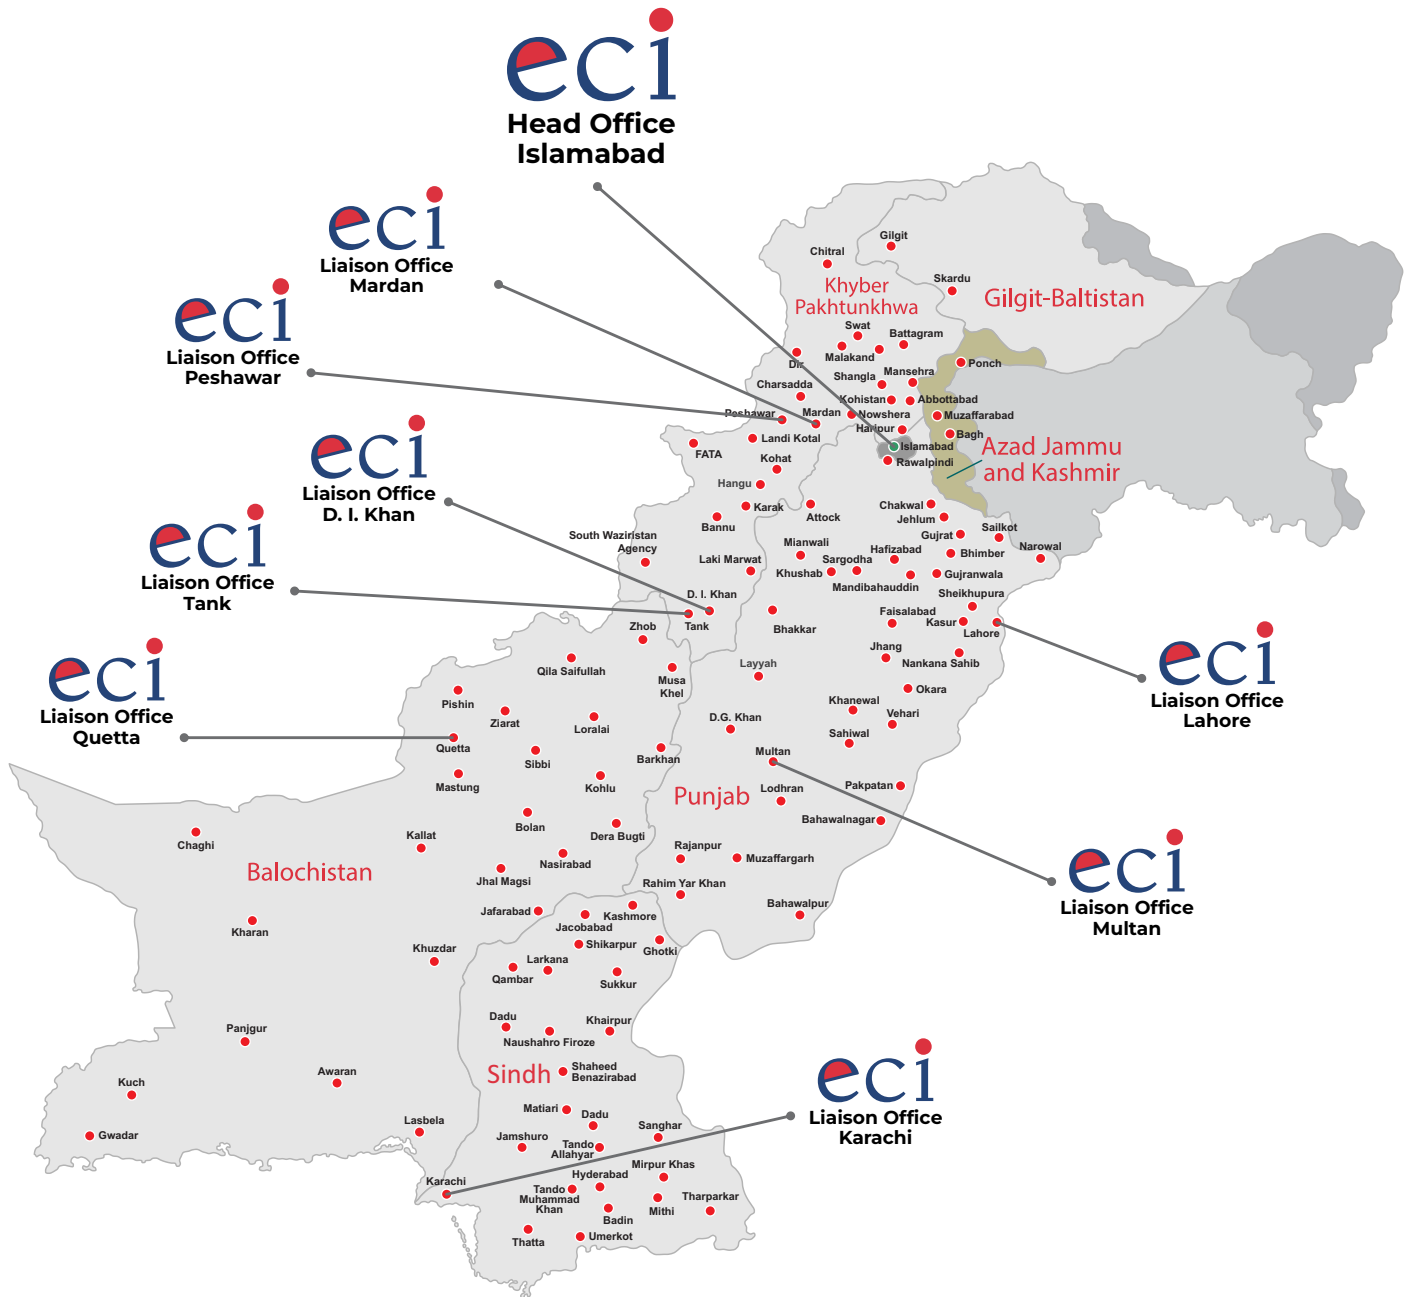 eci
Head Office
Islamabad
eci
Liaison Office
Mardan
eci
Liaison Office
Peshawar
eci
Liaison Office
D. I. Khan
eci
Liaison Office
Tank
eci
Liaison Office
Quetta
eci
Liaison Office
Lahore
eci
Liaison Office
Multan
eci
Liaison Office
Karachi
Gilgit
Chitral
Skardu
Khyber
Pakhtunkhwa
Gilgit-Baltistan
Swat
Battagram
Malakand
Dir
Ponch
Shangla
Mansehra
Charsadda
Kohistan
Abbottabad
Peshawar
Mardan
Nowshera
Muzaffarabad
Haripur
Bagh
Landi Kotal
Islamabad
Azad Jammu
and Kashmir
FATA
Rawalpindi
Kohat
Hangu
Karak
Attock
Chakwal
Bannu
Jehlum
Sailkot
South Waziristan
Agency
Gujrat
Mianwali
Hafizabad
Bhimber
Narowal
Laki Marwat
Sargodha
Khushab
Mandibahauddin
Gujranwala
Sheikhupura
D. I. Khan
Tank
Bhakkar
Faisalabad
Kasur
Lahore
Zhob
Jhang
Nankana Sahib
Qila Saifullah
Musa
Khel
Layyah
Okara
Pishin
Ziarat
Loralai
Khanewal
Vehari
D.G. Khan
Sahiwal
Quetta
Sibbi
Barkhan
Multan
Mastung
Kohlu
Lodhran
Pakpatan
Punjab
Bolan
Dera Bugti
Bahawalnagar
Chaghi
Kallat
Rajanpur
Muzaffargarh
Nasirabad
Balochistan
Jhal Magsi
Rahim Yar Khan
Jafarabad
Kashmore
Bahawalpur
Jacobabad
Kharan
Shikarpur
Ghotki
Khuzdar
Larkana
Qambar
Sukkur
Dadu
Khairpur
Panjgur
Naushahro Firoze
Sindh
Shaheed
Benazirabad
Awaran
Kuch
Matiari
Dadu
Lasbela
Sanghar
Gwadar
Jamshuro
Tando
Allahyar
Mirpur Khas
Hyderabad
Karachi
Tando
Muhammad
Khan
Tharparkar
Mithi
Badin
Thatta
Umerkot